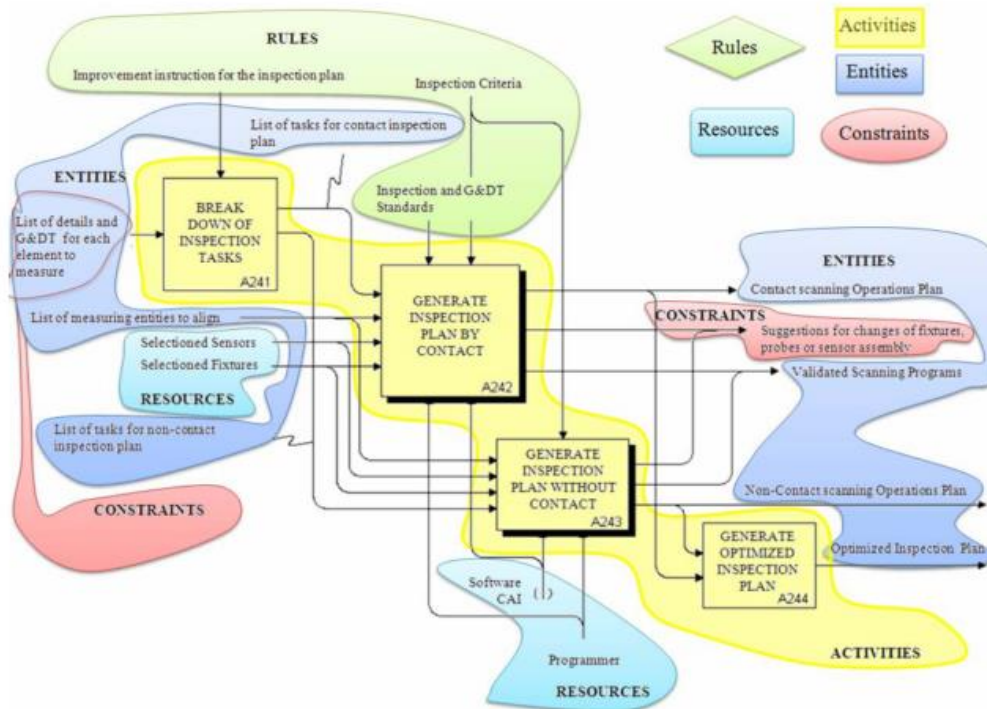 RULES
Improvement instruction for the inspection plan
Inspection Criteria
List of tasks for contact inspection
plan
Rules
Activities
Entities
Resources
Constraints
ENTITIES
List of details and
G&DT for each
element to
measure
BREAK
DOWN OF
INSPECTION
TASKS
A241
Inspection and G&DT
Standards
GENERATE
INSPECTION
PLAN BY
CONTACT
A242
List of measuring entities to align
Selectioned Sensors
Selectioned Fixtures
RESOURCES
List of tasks for non-contact
inspection plan
CONSTRAINTS
ENTITIES
Contact scanning Operations Plan
CONSTRAINTS
Suggestions for changes of fixtures,
probes or sensor assembly
Validated Scanning Programs
GENERATE
INSPECTION
PLAN WITHOUT
CONTACT
A243
Non-Contact scanning Operations Plan
ENTITIES
GENERATE
OPTIMIZED
INSPECTION
PLAN
A244
Optimized Inspection Plan
Software
CAI
( )
Programmer
RESOURCES
ACTIVITIES